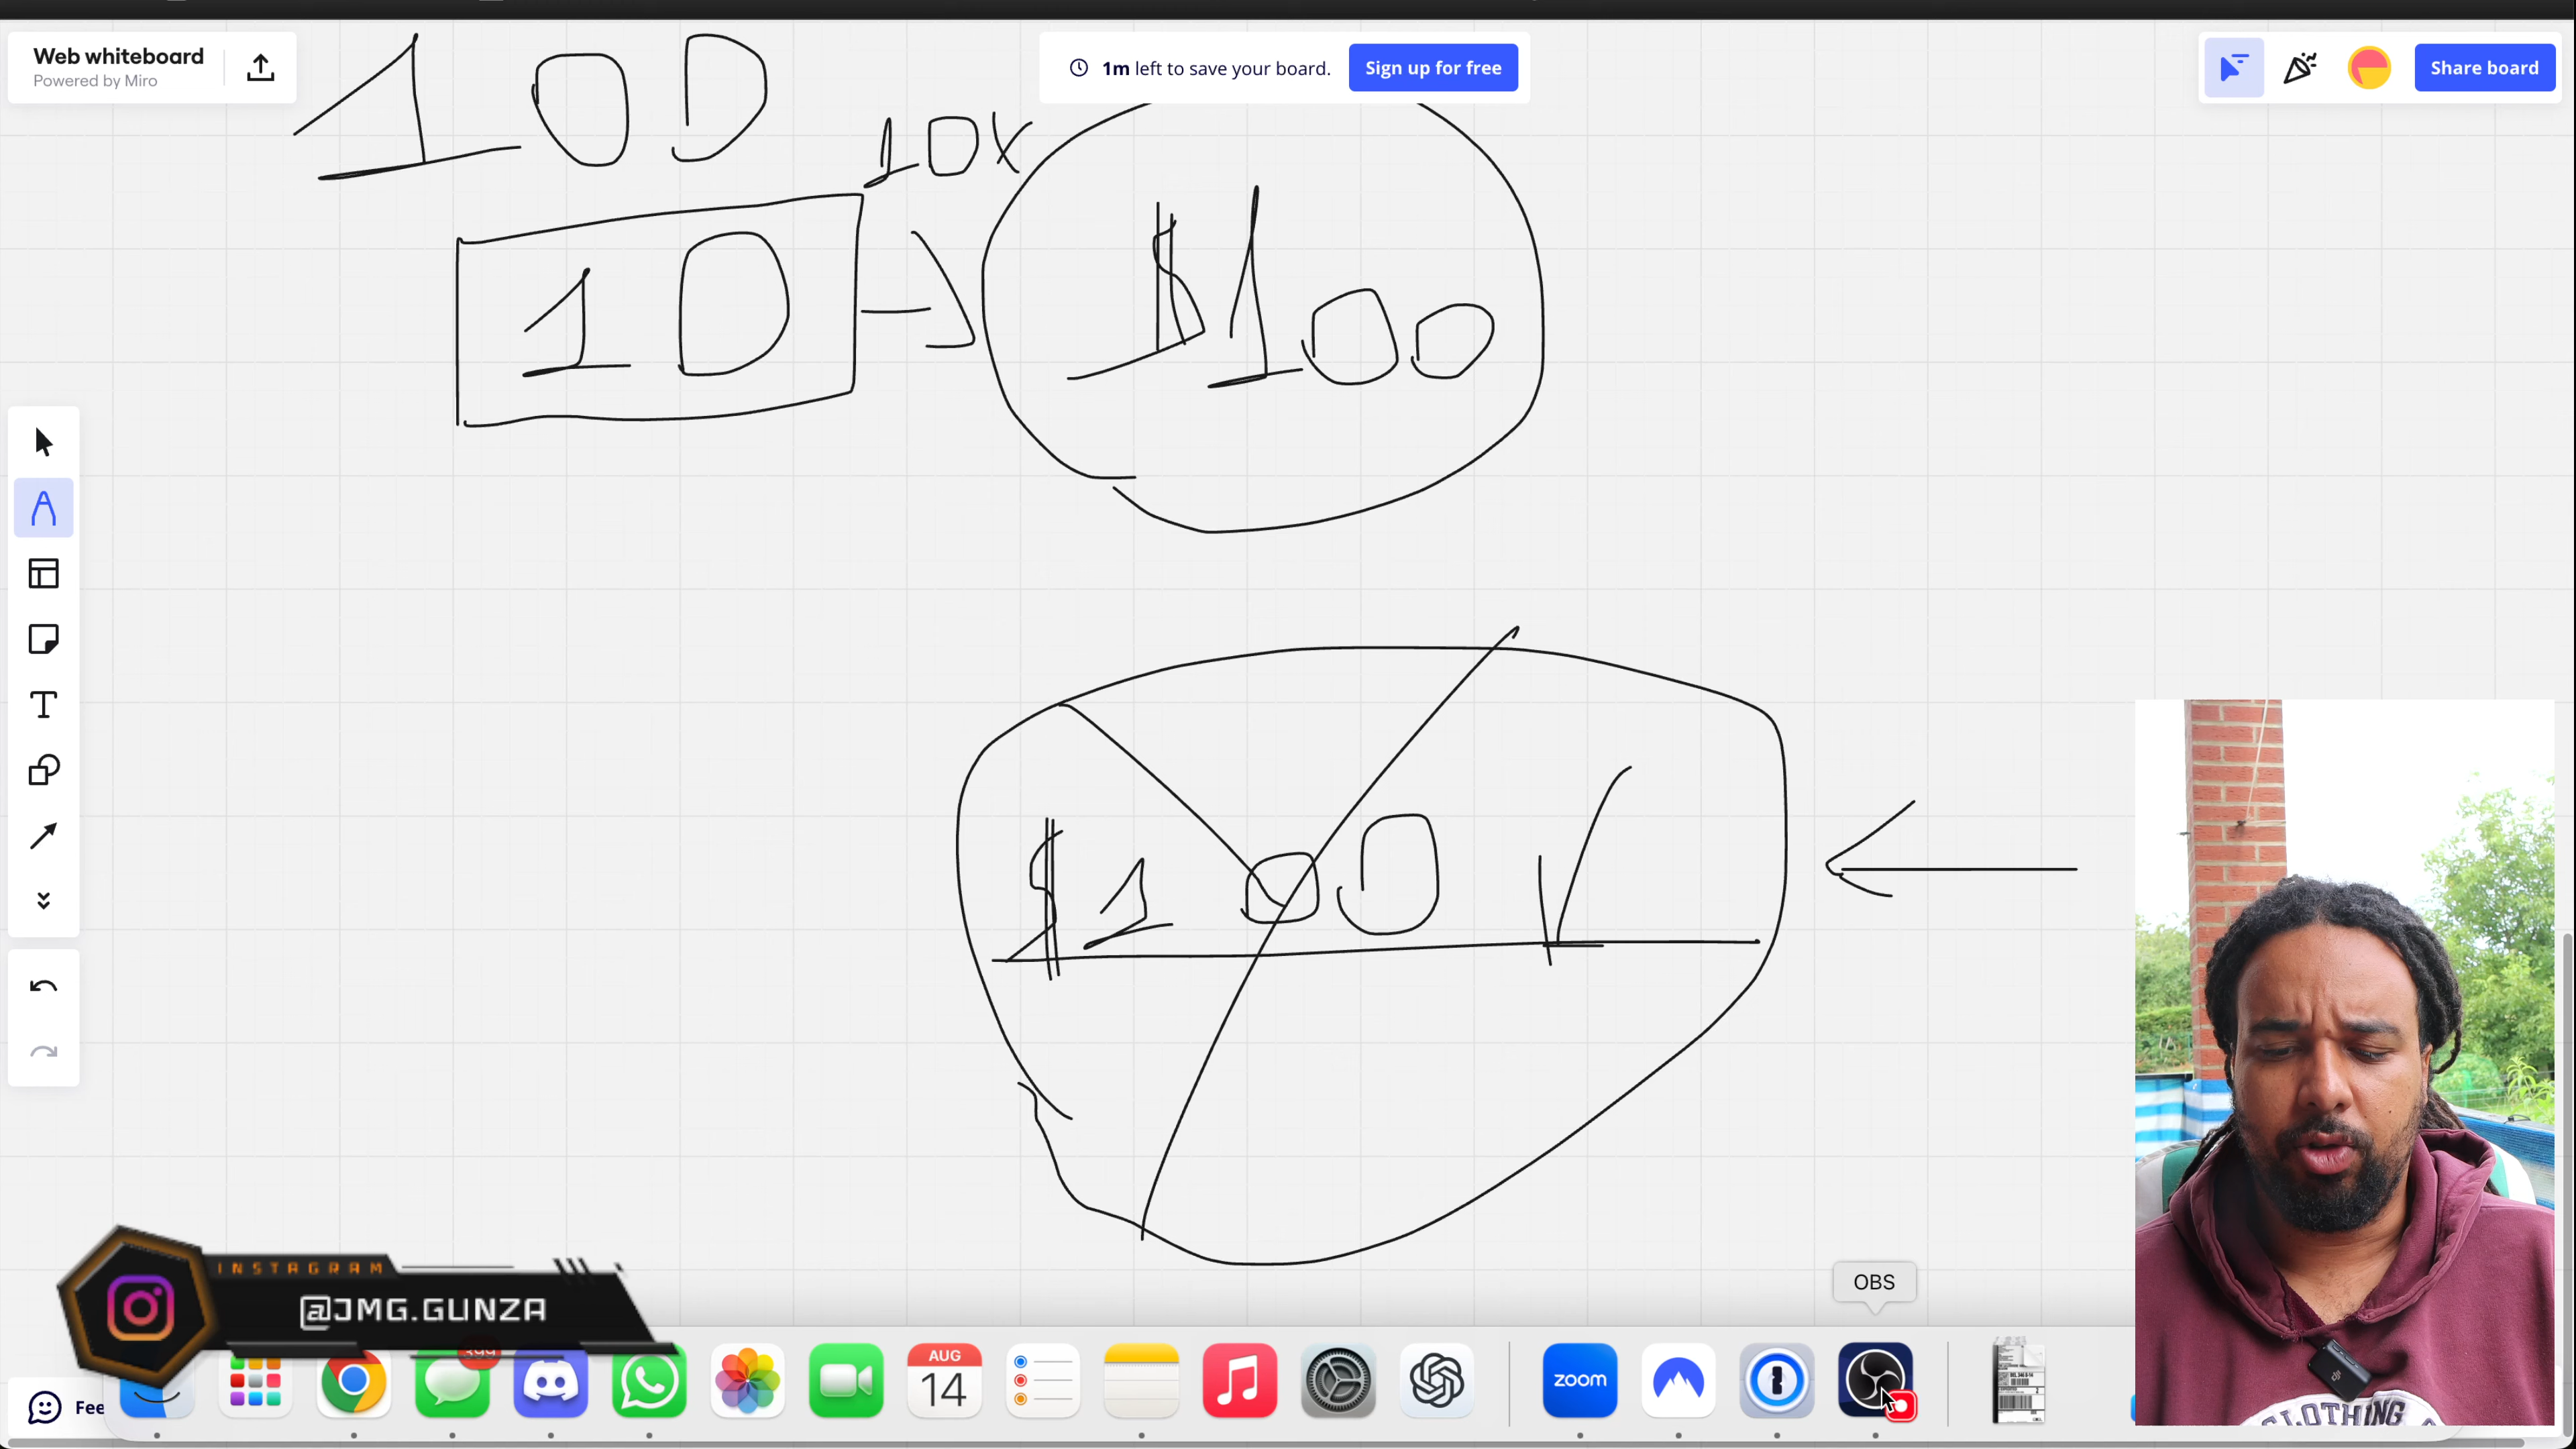 Web whiteboard
Powered by Miro
1m left to save your board.
Sign up for free
Share board
100
10x
10
$100
$100K
OBS
INSTAGRAM
@JMG.GUNZA
AUG
14
zoom
Fee
CLOTHING